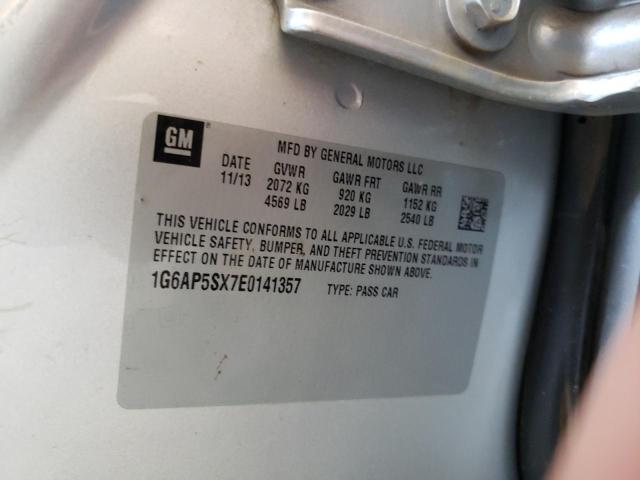 GM
MFD BY GENERAL MOTORS LLC
DATE GVWR GAWR FRT GAWR RR
11/13 2072 KG 920 KG 1152 KG
4569 LB 2029 LB 2540 LB
THIS VEHICLE CONFORMS TO ALL APPLICABLE U.S. FEDERAL MOTOR
VEHICLE SAFETY, BUMPER, AND THEFT PREVENTION STANDARDS IN
EFFECT ON THE DATE OF MANUFACTURE SHOWN ABOVE.
1G6AP5SX7E0141357 TYPE: PASS CAR